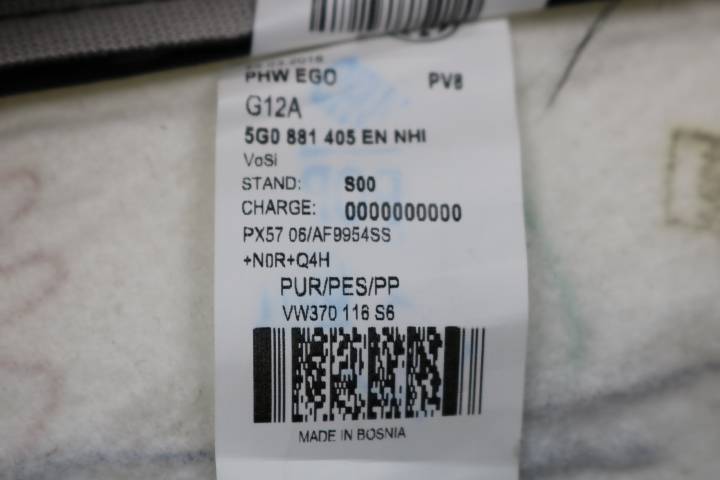 PHW EGO PV8
G12A
5G0 881 405 EN NHI
VoSi
STAND: S00
CHARGE: 0000000000
PX57 06/AF9954SS
+N0R+Q4H
PUR/PES/PP
VW370 116 S6
MADE IN BOSNIA